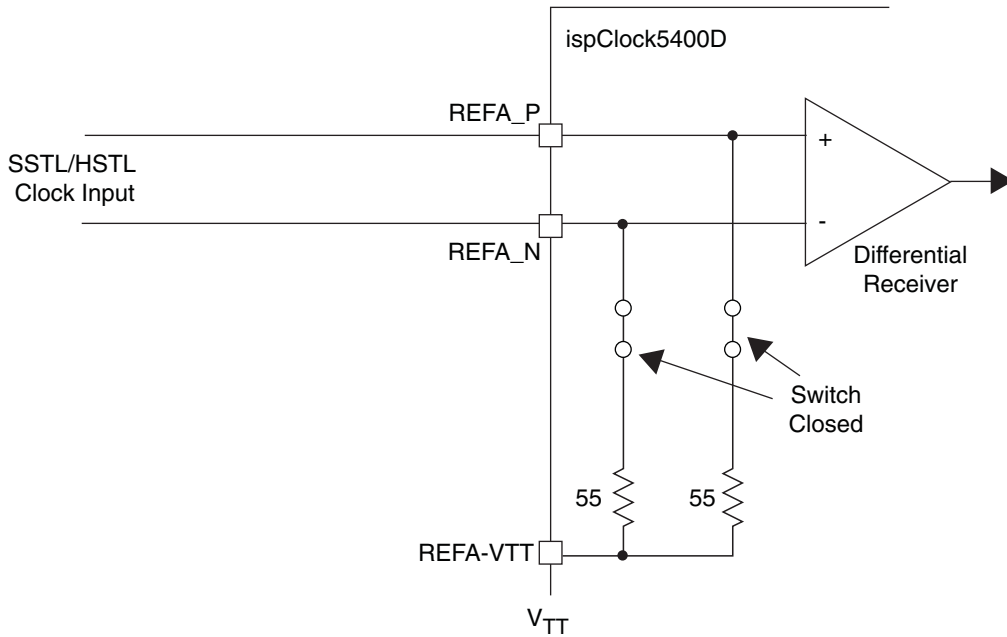 ispClock5400D
REFA_P
+
SSTL/HSTL
Clock Input
-
REFA_N
Differential
Receiver
Switch
Closed
55
55
REFA-VTT
VTT